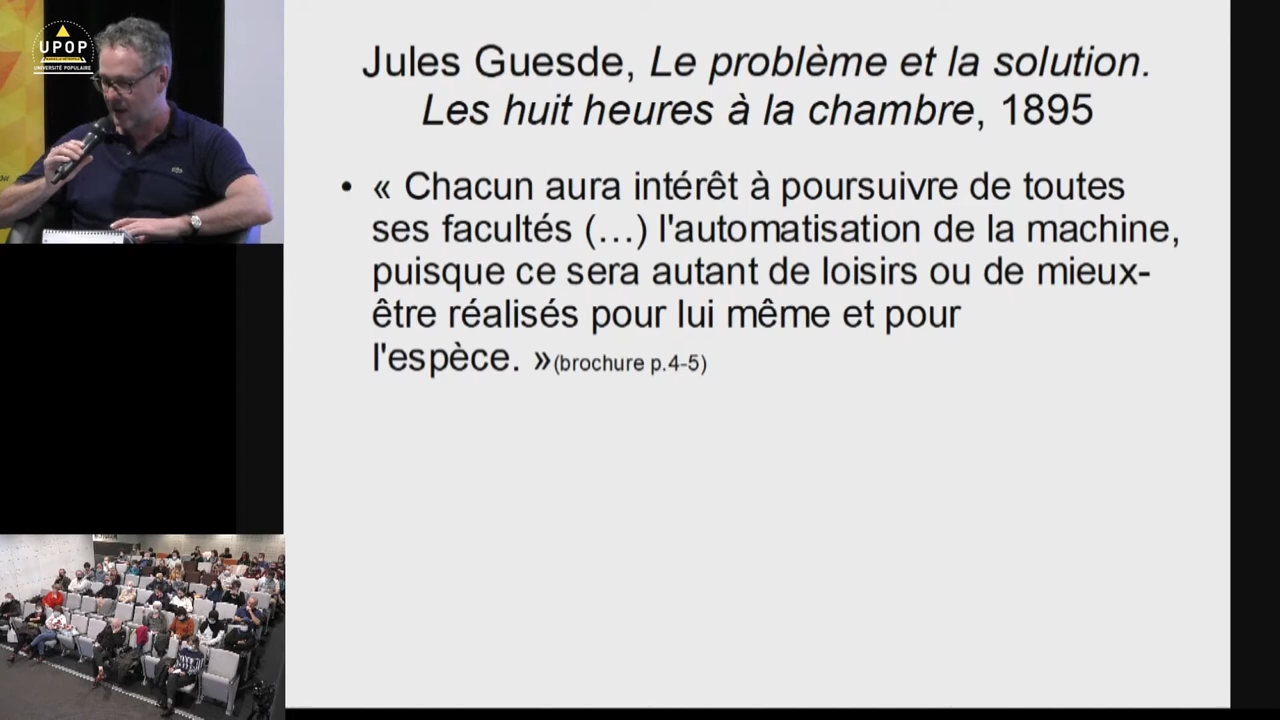 UPOP
UNIVERSITÉ POPULAIRE
Jules Guesde, Le problème et la solution.
Les huit heures à la chambre, 1895
• « Chacun aura intérêt à poursuivre de toutes
ses facultés (…) l'automatisation de la machine,
puisque ce sera autant de loisirs ou de mieux-
être réalisés pour lui même et pour
l'espèce. »(brochure p.4-5)